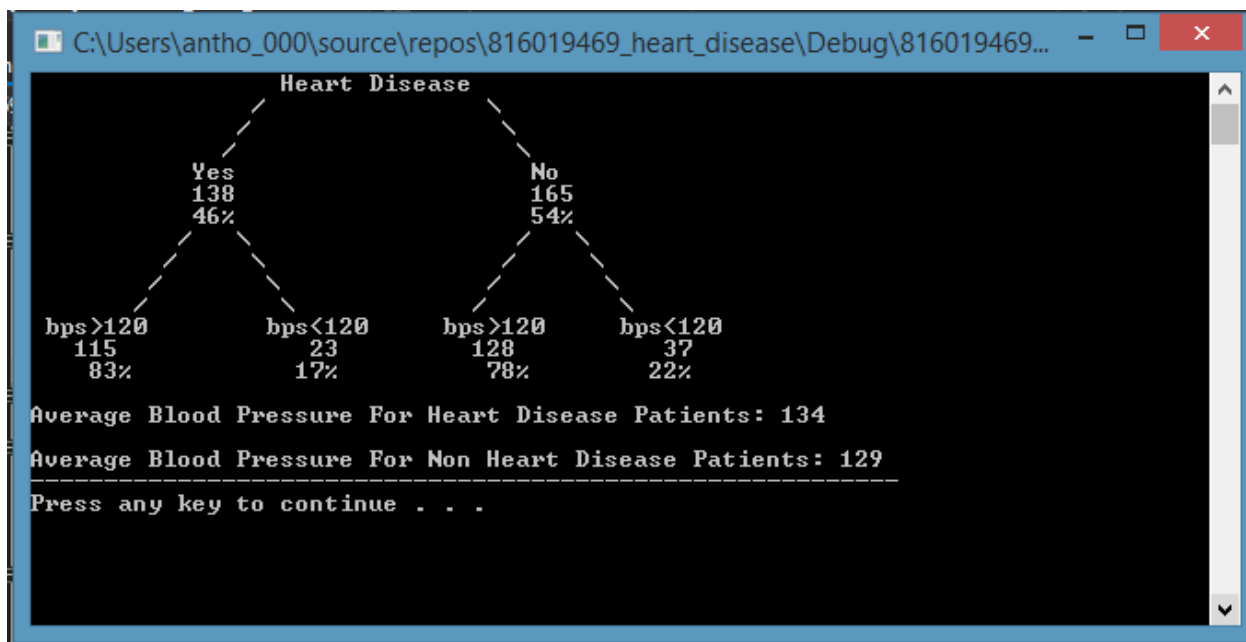 C:\Users\antho_000\source\repos\816019469_heart_disease\Debug\816019469...
Heart Disease
Yes No
138 165
46% 54%
bps>120 bps<120 bps>120 bps<120
115 23 128 37
83% 17% 78% 22%
Average Blood Pressure For Heart Disease Patients: 134
Average Blood Pressure For Non Heart Disease Patients: 129
Press any key to continue . . .